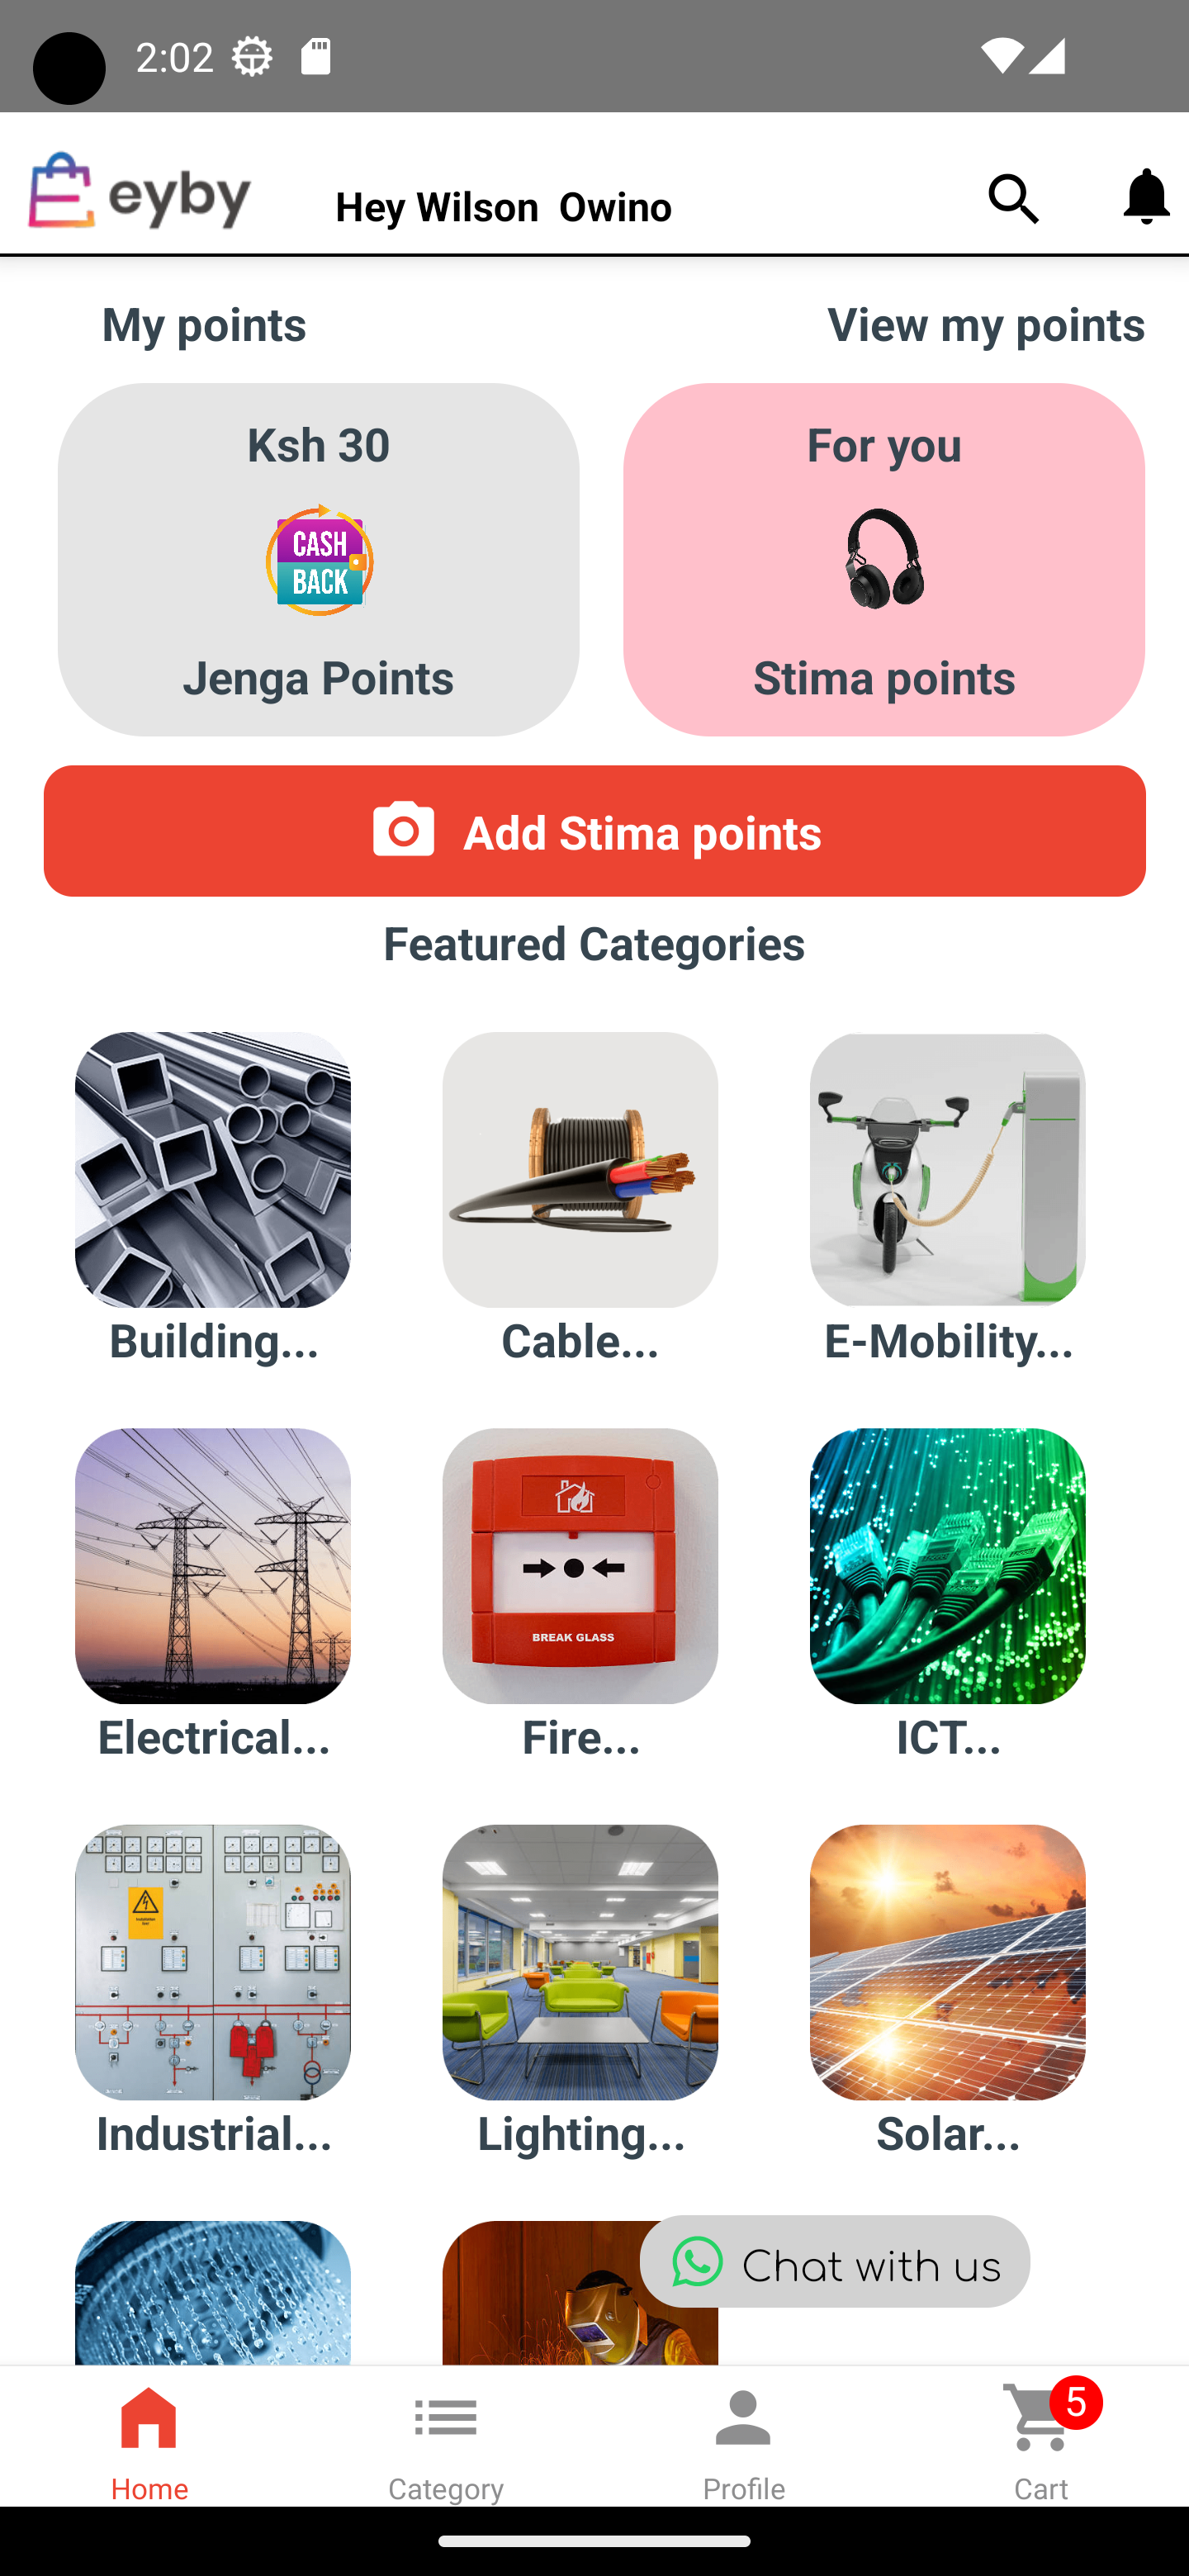 2:02
eyby
Hey Wilson Owino
My points
View my points
Ksh 30
For you
CASH
BACK
Jenga Points
Stima points
Add Stima points
Featured Categories
Building...
Cable...
E-Mobility...
BREAK GLASS
Electrical...
Fire...
ICT...
Industrial...
Lighting...
Solar...
Chat with us
5
Home
Category
Profile
Cart